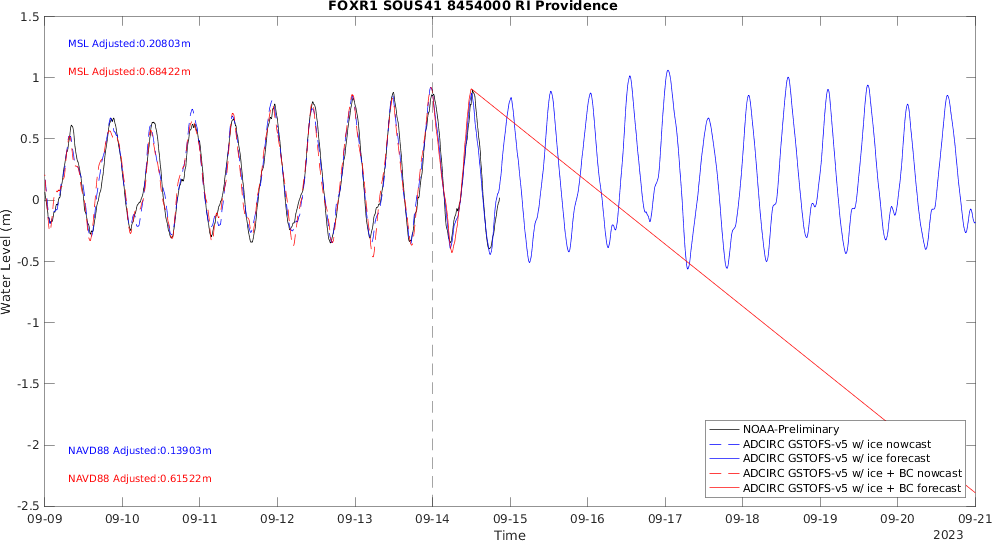 FOXR1 SOUS41 8454000 RI Providence
1.5
1
0.5
0
-0.5
-1
-1.5
-2
-2.5
Water Level (m)
MSL Adjusted:0.20803m
MSL Adjusted:0.68422m
NAVD88 Adjusted:0.13903m
NAVD88 Adjusted:0.61522m
NOAA-Preliminary
ADCIRC GSTOFS-v5 w/ ice nowcast
ADCIRC GSTOFS-v5 w/ ice forecast
ADCIRC GSTOFS-v5 w/ ice + BC nowcast
ADCIRC GSTOFS-v5 w/ ice + BC forecast
09-09 09-10 09-11 09-12 09-13 09-14 09-15 09-16 09-17 09-18 09-19 09-20 09-21
Time
2023